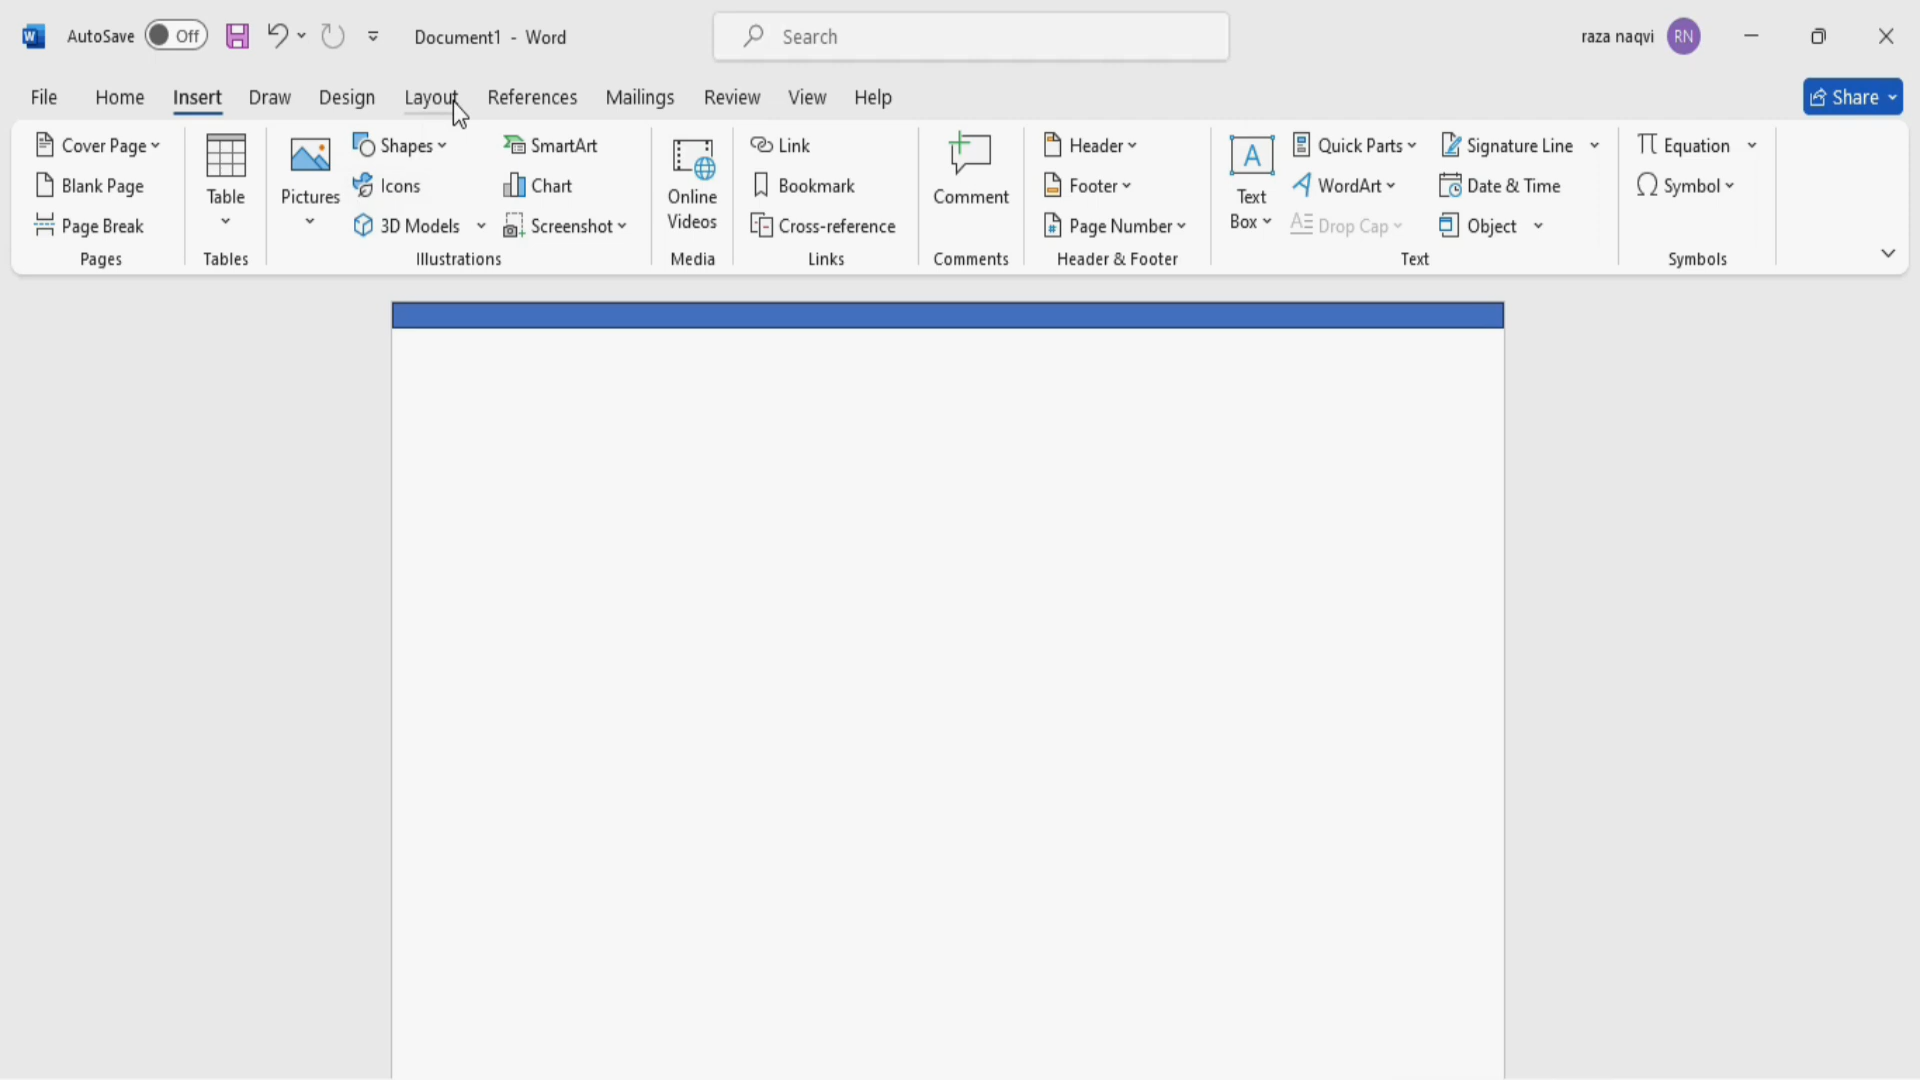 W AutoSave Off Document1 - Word Search raza naqvi RN
File Home Insert Draw Design Layout References Mailings Review View Help Share
Cover Page
Blank Page
Page Break
Pages
Table
Tables
Pictures
Shapes
Icons
3D Models
SmartArt
Chart
Screenshot
Illustrations
Online
Videos
Media
Link
Bookmark
Cross-reference
Links
Comment
Comments
Header
Footer
Page Number
Header & Footer
A
Text
Box
Quick Parts
WordArt
Drop Cap
Signature Line
Date & Time
Object
Text
Equation
Symbol
Symbols